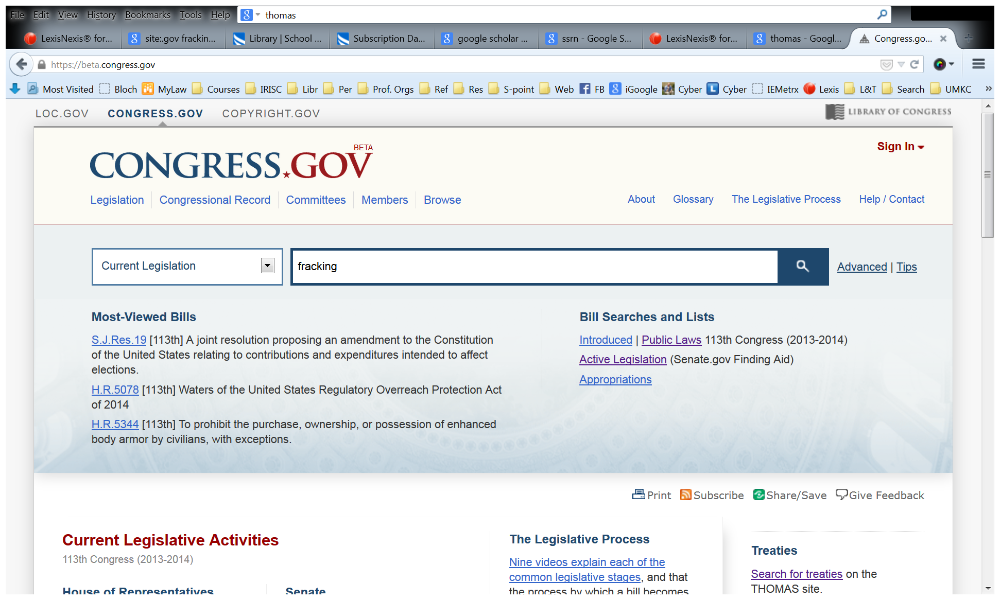 File Edit View History Bookmarks Tools Help thomas
LexisNexis® for... site:.gov frackin... Library | School ... Subscription Da... google scholar ... ssrn - Google S... LexisNexis® for... thomas - Googl... Congress.go...
https://beta.congress.gov
Most Visited Bloch MyLaw Courses IRISC Libr Per Prof. Orgs Ref Res S-point Web FB iGoogle Cyber Cyber IEMetrx Lexis L&T Search UMKC »
LOC.GOV CONGRESS.GOV COPYRIGHT.GOV LIBRARY OF CONGRESS
Sign In
CONGRESS.GOV BETA
Legislation Congressional Record Committees Members Browse About Glossary The Legislative Process Help / Contact
Current Legislation fracking Advanced | Tips
Most-Viewed Bills
S.J.Res.19 [113th] A joint resolution proposing an amendment to the Constitution
of the United States relating to contributions and expenditures intended to affect
elections.
H.R.5078 [113th] Waters of the United States Regulatory Overreach Protection Act
of 2014
H.R.5344 [113th] To prohibit the purchase, ownership, or possession of enhanced
body armor by civilians, with exceptions.
Bill Searches and Lists
Introduced | Public Laws 113th Congress (2013-2014)
Active Legislation (Senate.gov Finding Aid)
Appropriations
Print Subscribe Share/Save Give Feedback
Current Legislative Activities
113th Congress (2013-2014)
House of Representatives Senate
The Legislative Process
Nine videos explain each of the
common legislative stages, and that
the process by which a bill becomes
Treaties
Search for treaties on the
THOMAS site.